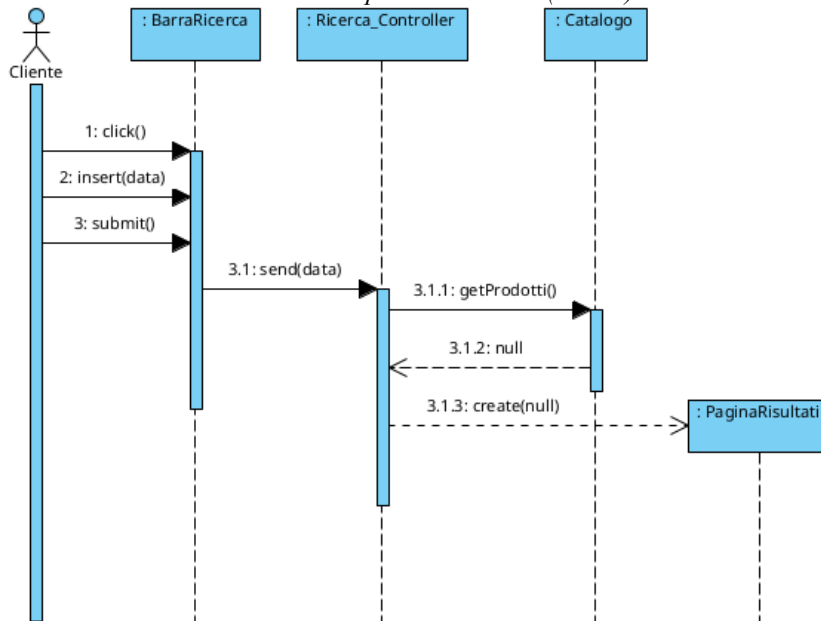 : BarraRicerca
: Ricerca_Controller
: Catalogo
Cliente
1: click()
2: insert(data)
3: submit()
3.1: send(data)
3.1.1: getProdotti()
3.1.2: null
3.1.3: create(null)
: PaginaRisultati